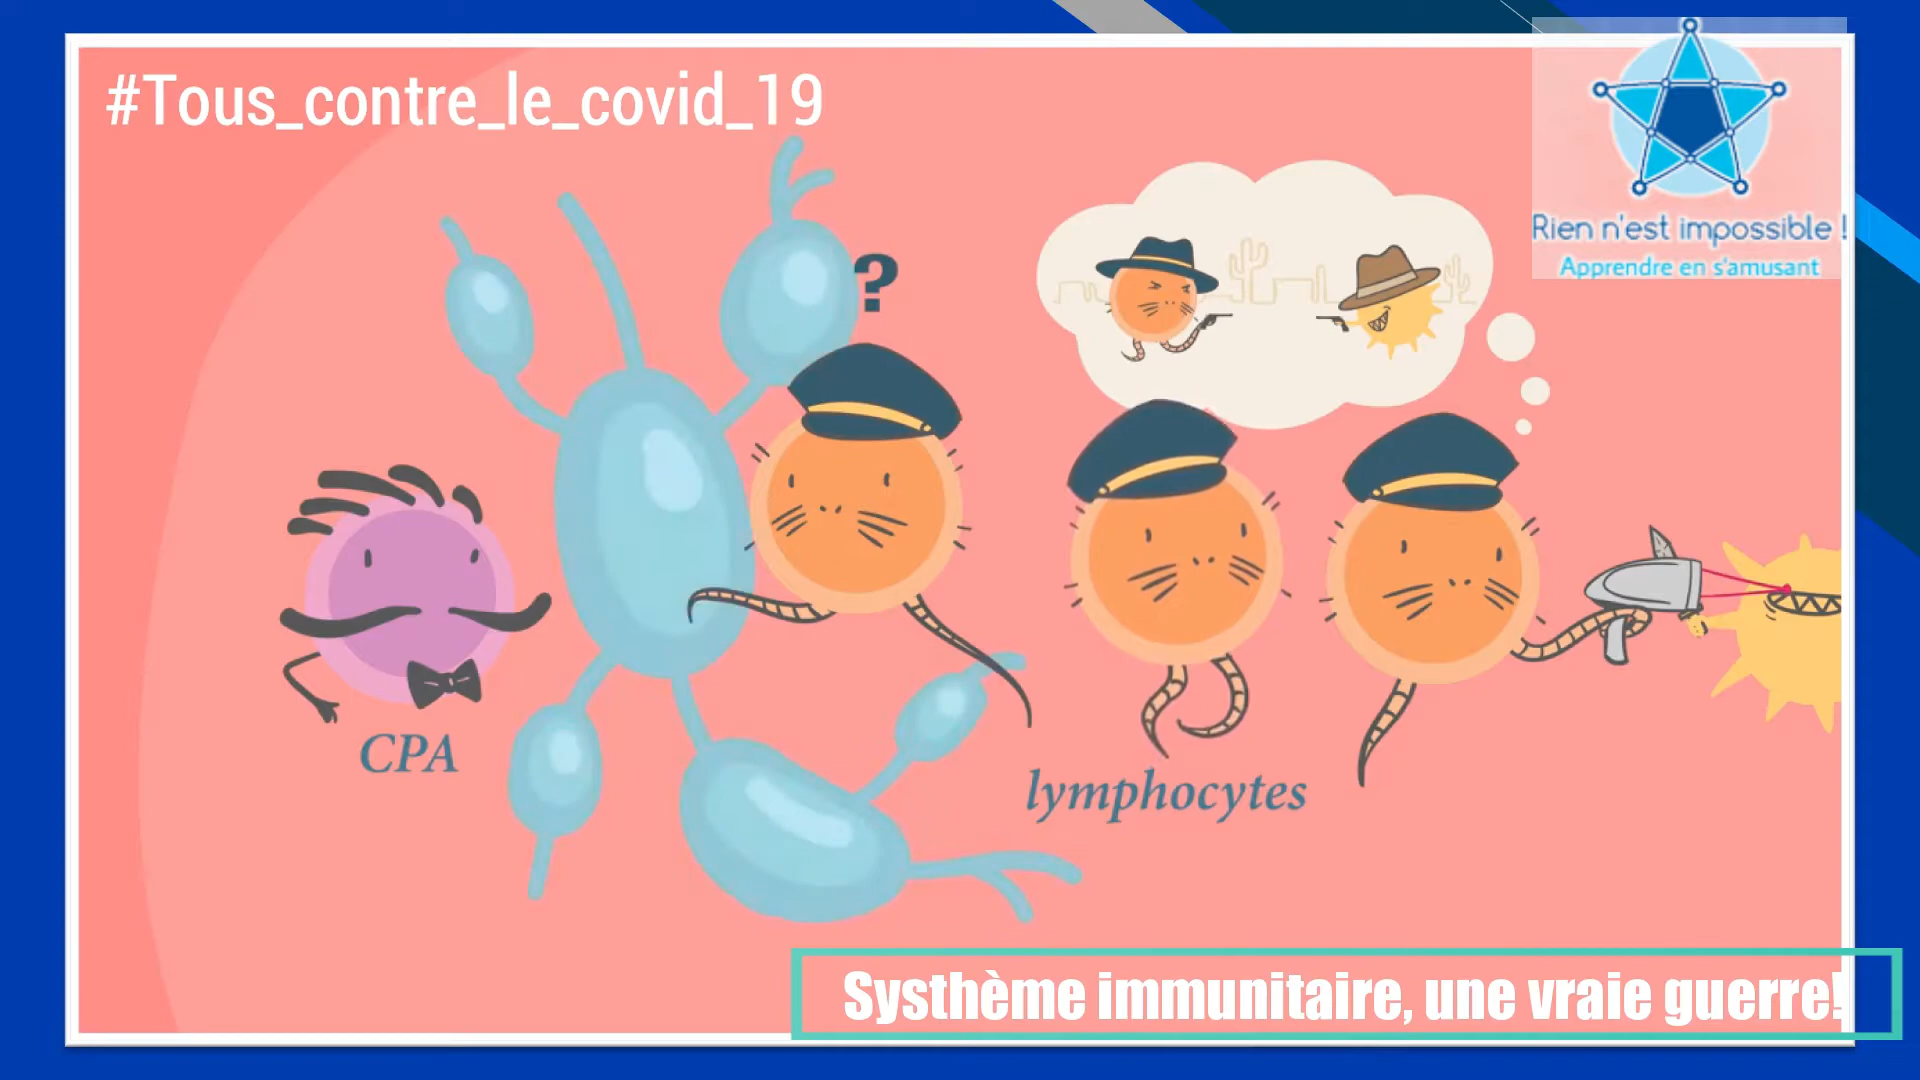 #Tous_contre_le_covid_19
Rien n'est impossible !
Apprendre en s'amusant
?
CPA
lymphocytes
Systhème immunitaire, une vraie guerre!